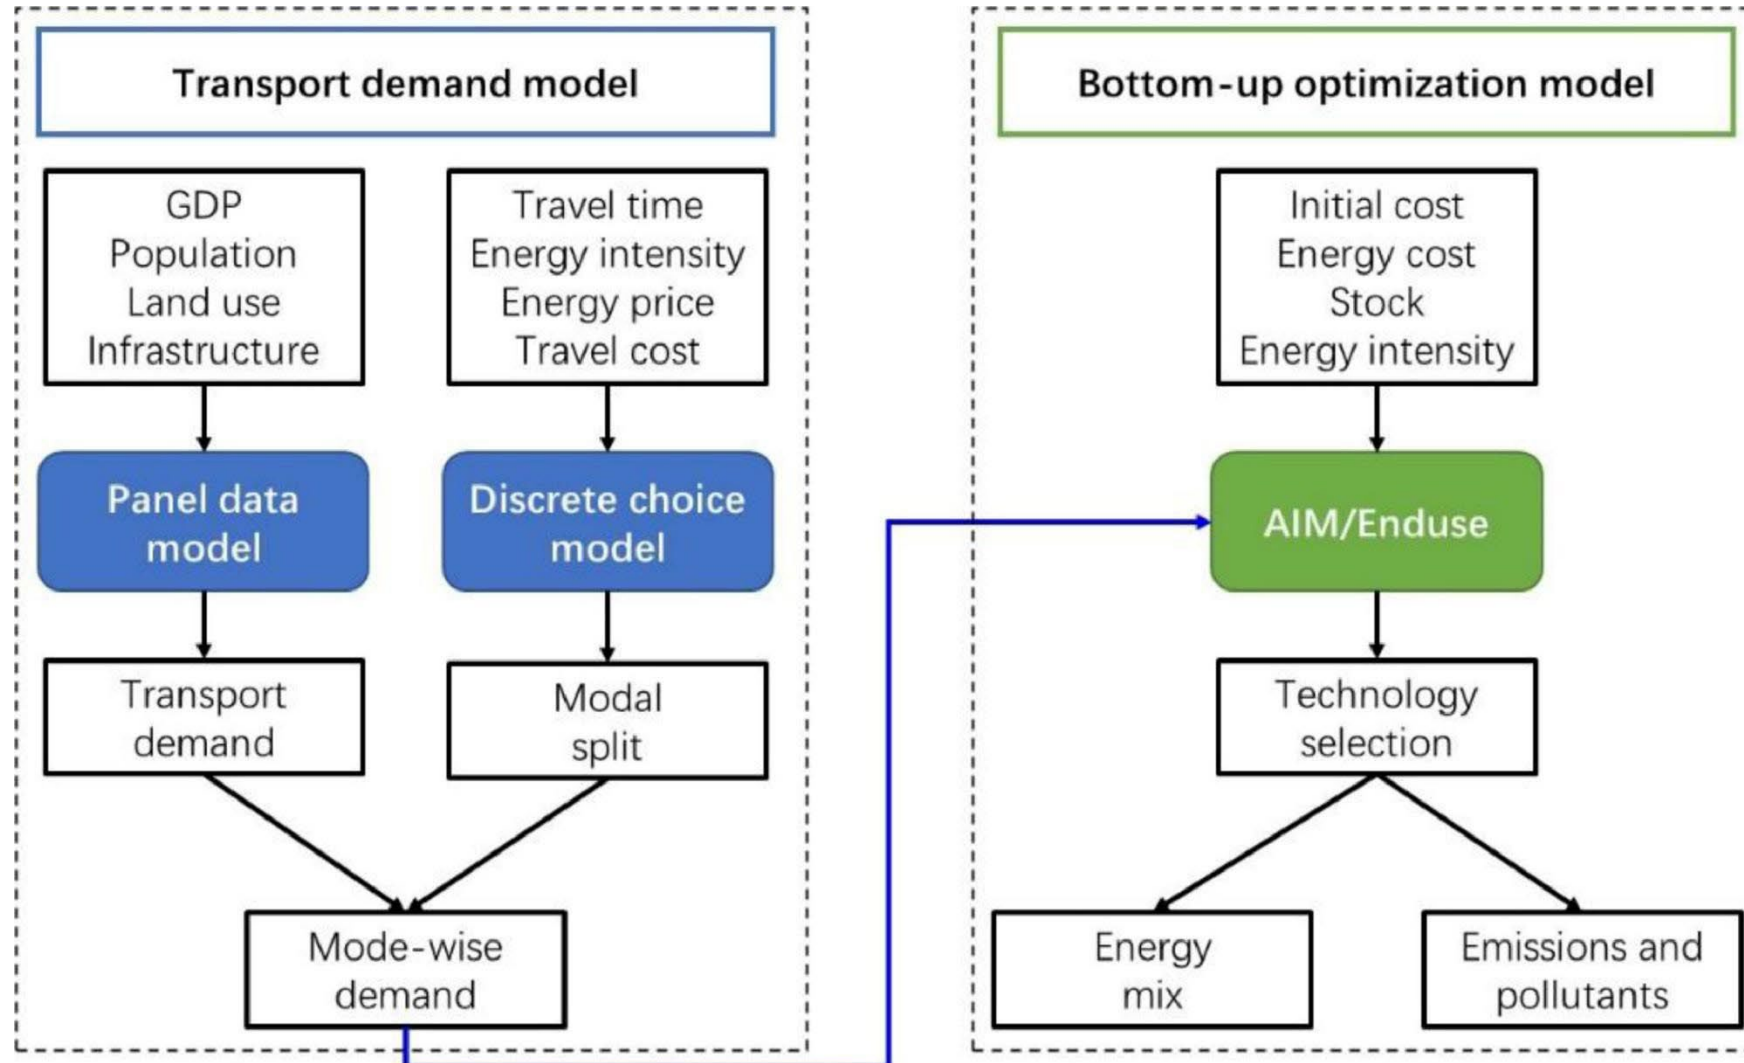 Transport demand model
GDP
Population
Land use
Infrastructure
Travel time
Energy intensity
Energy price
Travel cost
Panel data
model
Discrete choice
model
Transport
demand
Modal
split
Mode-wise
demand
Bottom-up optimization model
Initial cost
Energy cost
Stock
Energy intensity
AIM/Enduse
Technology
selection
Energy
mix
Emissions and
pollutants